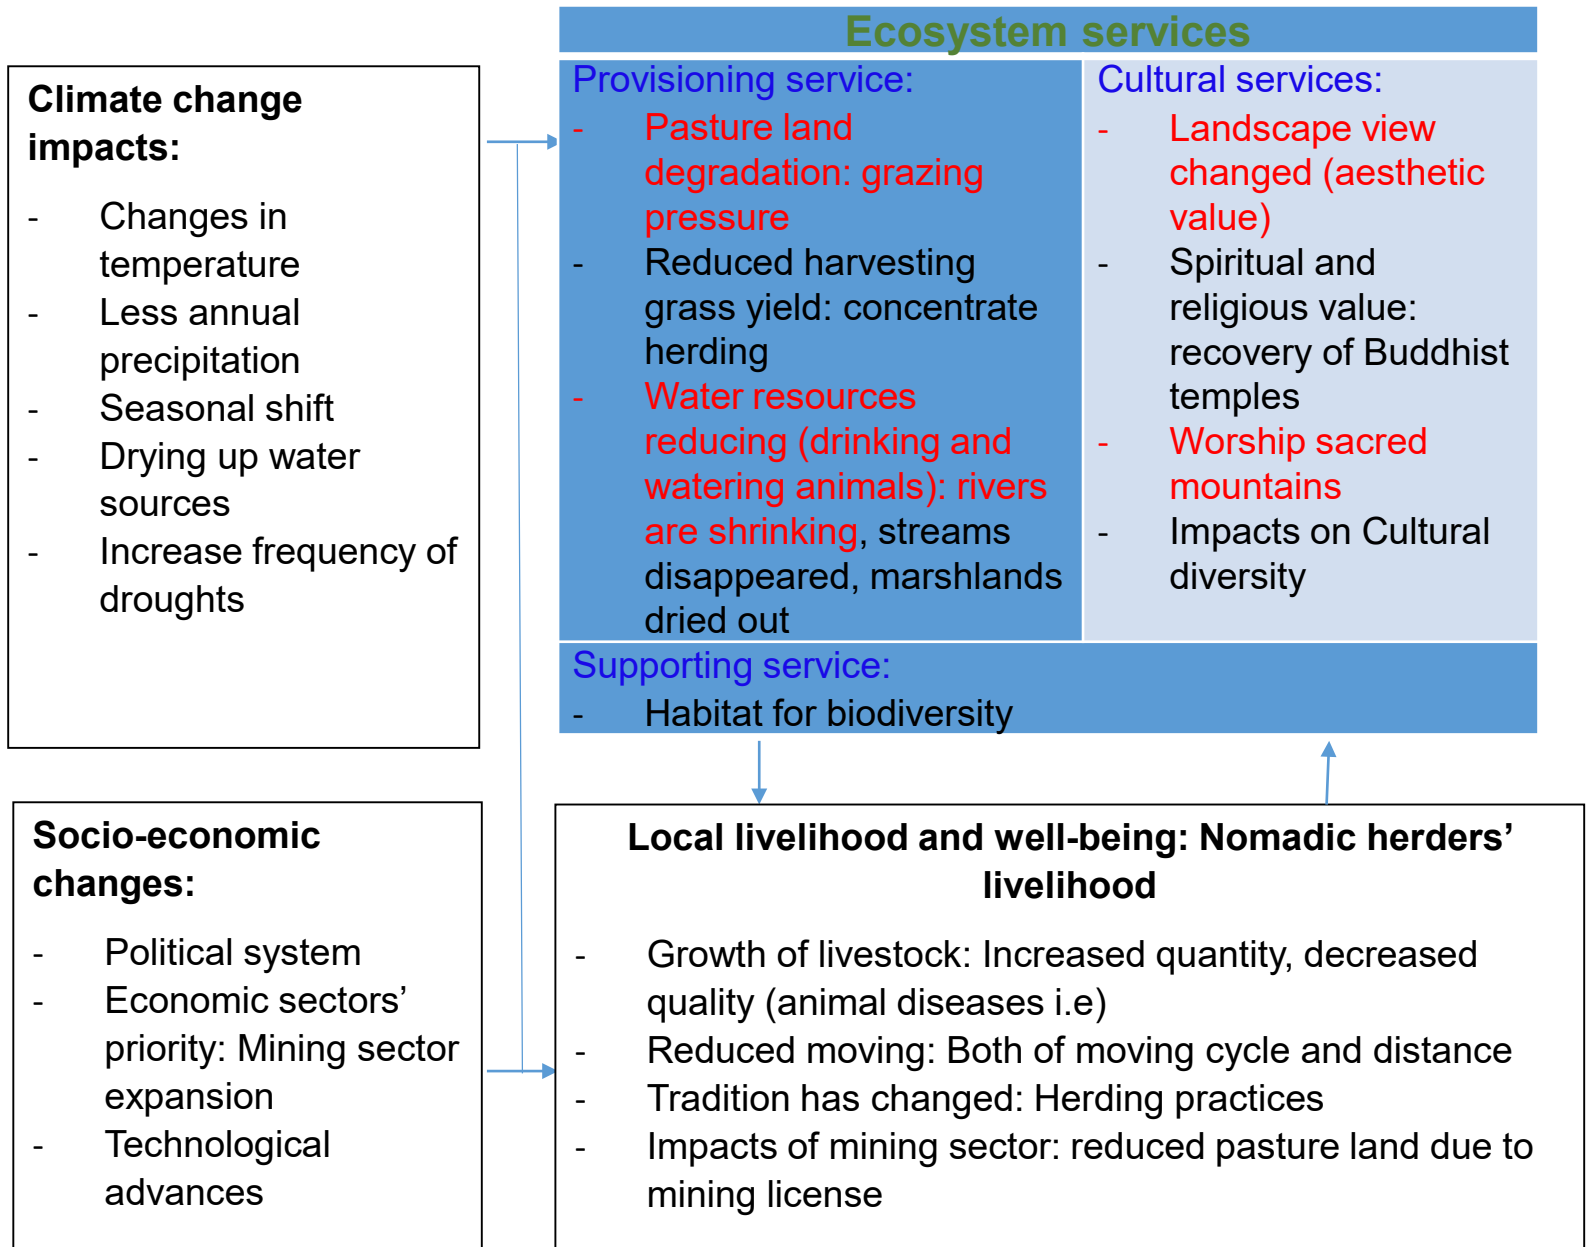 Ecosystem services
Climate change
impacts:
- Changes in
temperature
- Less annual
precipitation
- Seasonal shift
- Drying up water
sources
- Increase frequency of
droughts
Provisioning service:
- Pasture land
degradation: grazing
pressure
- Reduced harvesting
grass yield: concentrate
herding
- Water resources
reducing (drinking and
watering animals): rivers
are shrinking, streams
disappeared, marshlands
dried out
Cultural services:
- Landscape view
changed (aesthetic
value)
- Spiritual and
religious value:
recovery of Buddhist
temples
- Worship sacred
mountains
- Impacts on Cultural
diversity
Supporting service:
- Habitat for biodiversity
Socio-economic
changes:
- Political system
- Economic sectors’
priority: Mining sector
expansion
- Technological
advances
Local livelihood and well-being: Nomadic herders’
livelihood
- Growth of livestock: Increased quantity, decreased
quality (animal diseases i.e)
- Reduced moving: Both of moving cycle and distance
- Tradition has changed: Herding practices
- Impacts of mining sector: reduced pasture land due to
mining license